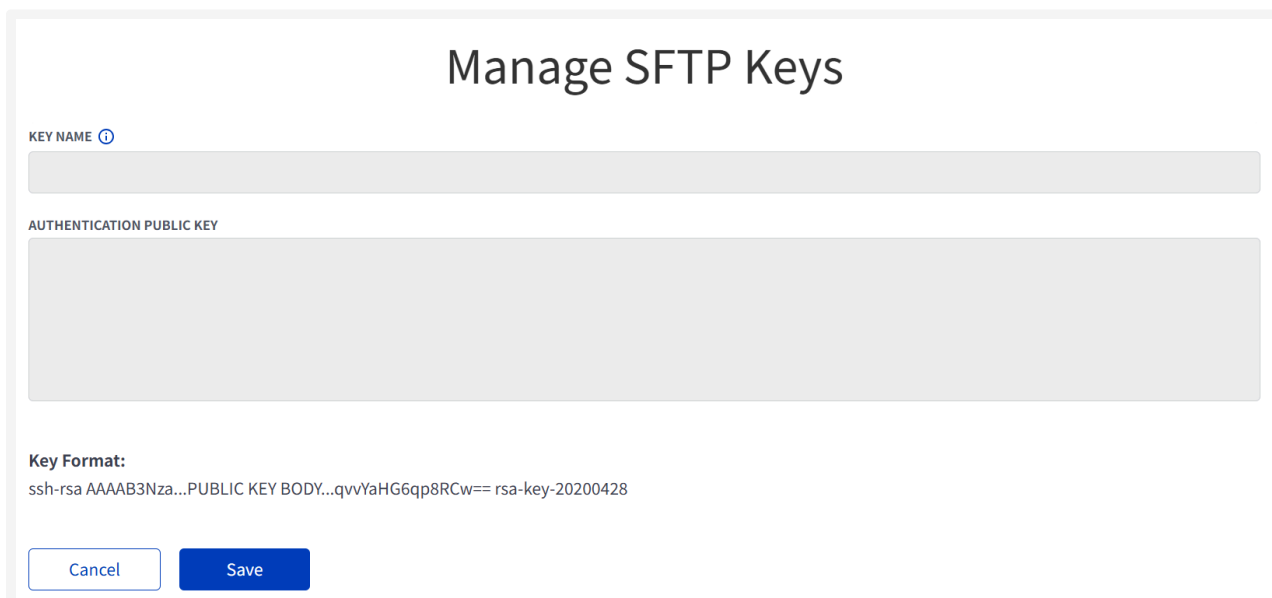 Manage SFTP Keys
KEY NAME
AUTHENTICATION PUBLIC KEY
Key Format:
ssh-rsa AAAAB3Nza...PUBLIC KEY BODY...qvvYaHG6qp8RCw== rsa-key-20200428
Cancel Save